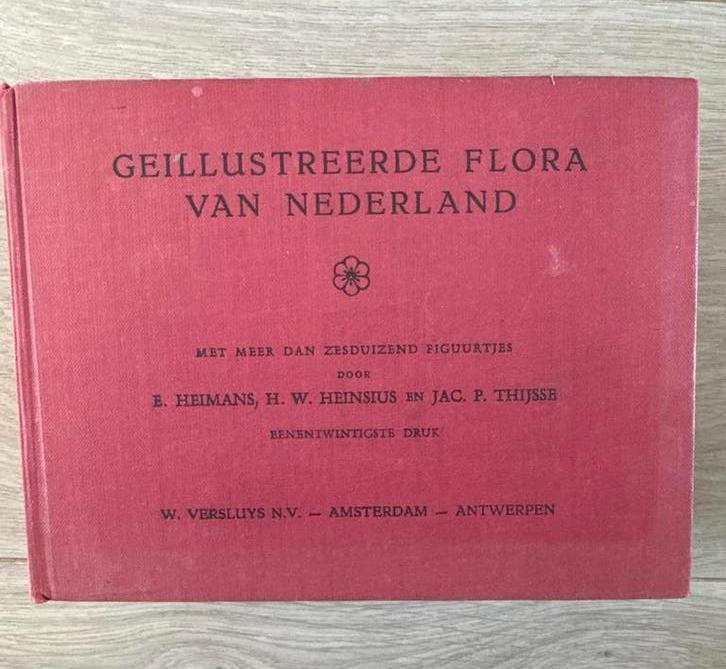 GEILLUSTREERDE FLORA
VAN NEDERLAND
MET MEER DAN ZESDUIZEND FIGUURTJES
DOOR
E. HEIMANS, H. W. HEINSIUS EN JAC. P. THIJSSE
EENENTWINTIGSTE DRUK
W. VERSLUYS N.V. — AMSTERDAM — ANTWERPEN